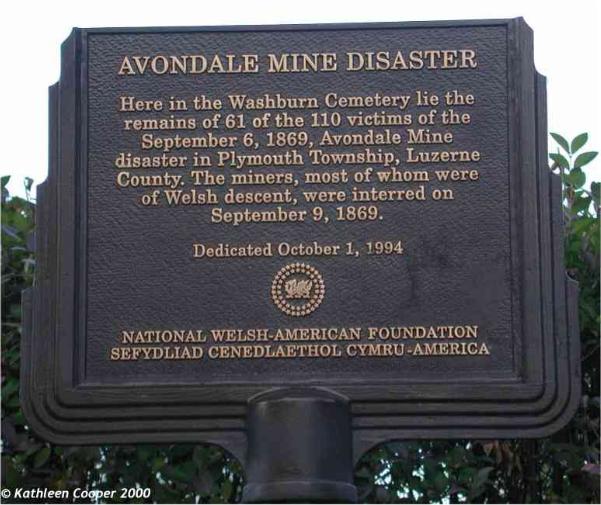 AVONDALE MINE DISASTER
Here in the Washburn Cemetery lie the
remains of 61 of the 110 victims of the
September 6, 1869, Avondale Mine
disaster in Plymouth Township, Luzerne
County. The miners, most of whom were
of Welsh descent, were interred on
September 9, 1869.
Dedicated October 1, 1994
NATIONAL WELSH-AMERICAN FOUNDATION
SEFYDLIAD CENEDLAETHOL CYMRU-AMERICA
© Kathleen Cooper 2000